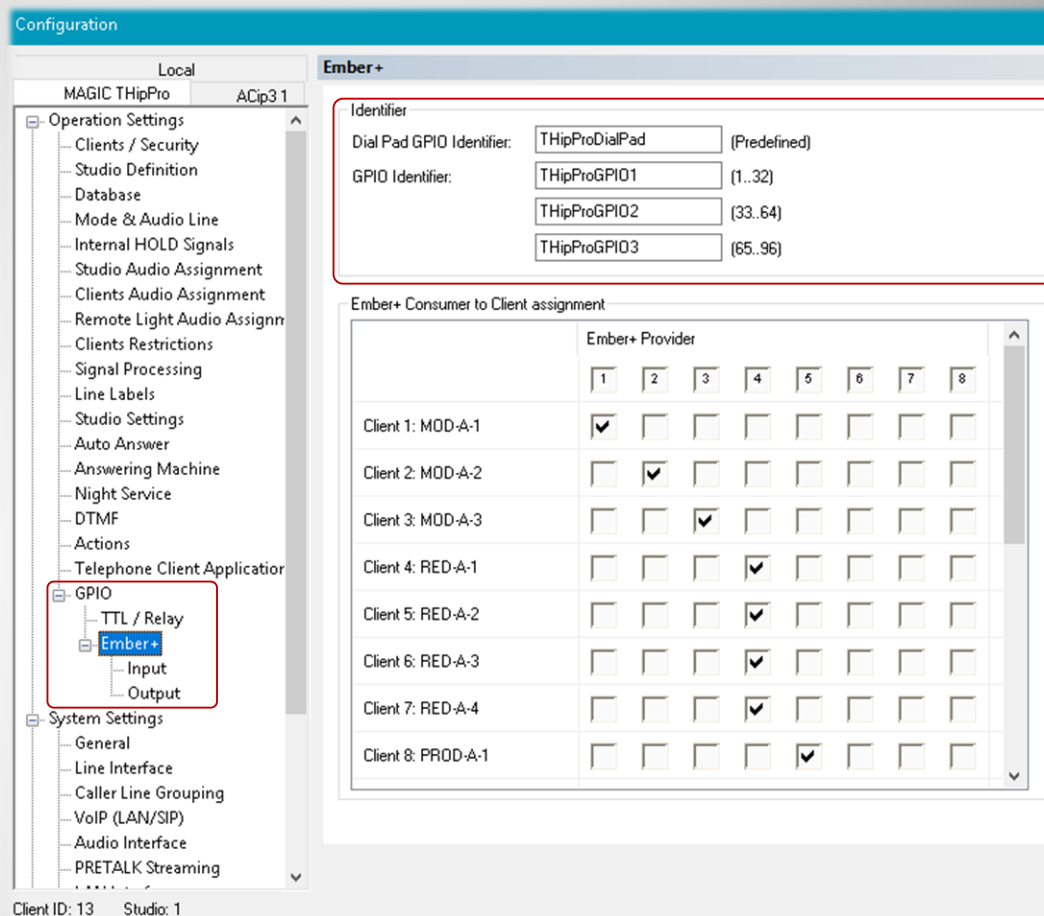 Configuration
Local
MAGIC THipPro
ACip3 1
Operation Settings
Clients / Security
Studio Definition
Database
Mode & Audio Line
Internal HOLD Signals
Studio Audio Assignment
Clients Audio Assignment
Remote Light Audio Assignm
Clients Restrictions
Signal Processing
Line Labels
Studio Settings
Auto Answer
Answering Machine
Night Service
DTMF
Actions
Telephone Client Application
GPIO
TTL / Relay
Ember+
Input
Output
System Settings
General
Line Interface
Caller Line Grouping
VoIP (LAN/SIP)
Audio Interface
PRETALK Streaming
Client ID: 13 Studio: 1
Ember+
Identifier
Dial Pad GPIO Identifier: THipProDialPad (Predefined)
GPIO Identifier: THipProGPIO1 (1..32)
THipProGPIO2 (33..64)
THipProGPIO3 (65..96)
Ember+ Consumer to Client assignment
Ember+ Provider
1 2 3 4 5 6 7 8
Client 1: MOD-A-1
Client 2: MOD-A-2
Client 3: MOD-A-3
Client 4: RED-A-1
Client 5: RED-A-2
Client 6: RED-A-3
Client 7: RED-A-4
Client 8: PROD-A-1